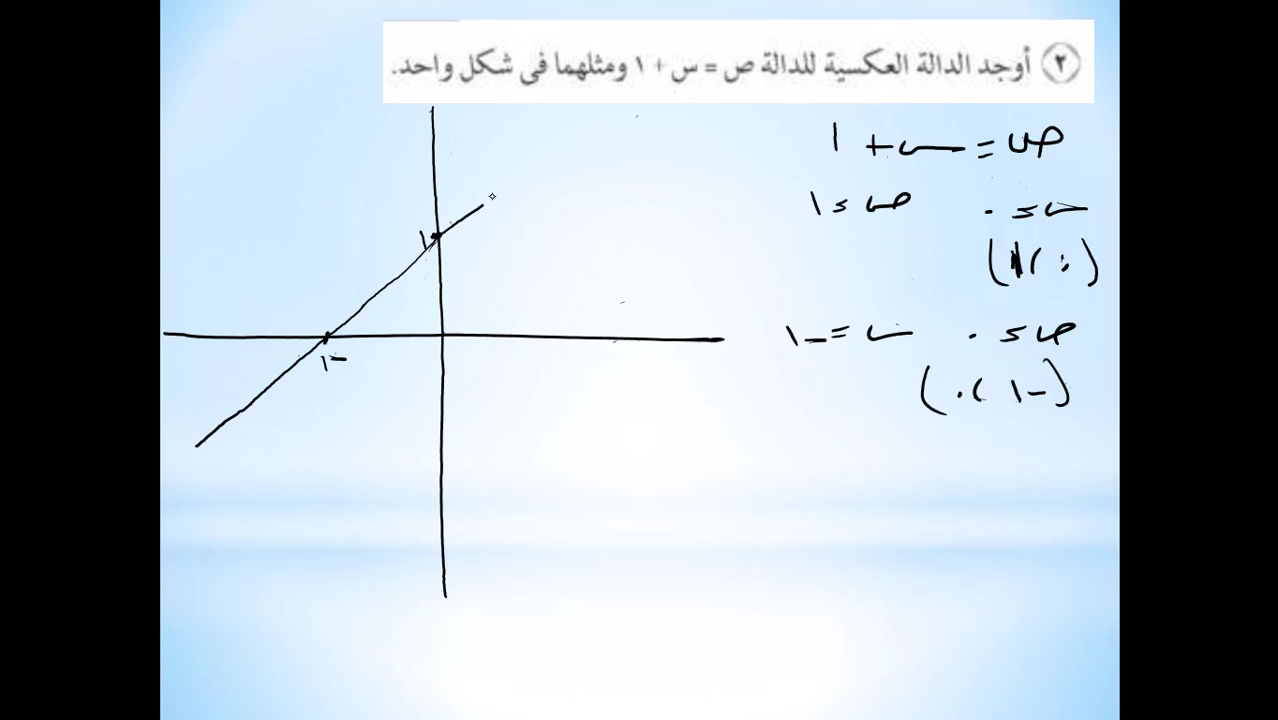 ٢ أوجد الدالة العكسية للدالة ص = س + ١ ومثلهما فى شكل واحد.
ص = س + ١
س = ٠ ص = ١
(٠ ، ١)
ص = ٠ س = -١
(-١ ، ٠)
١
-١